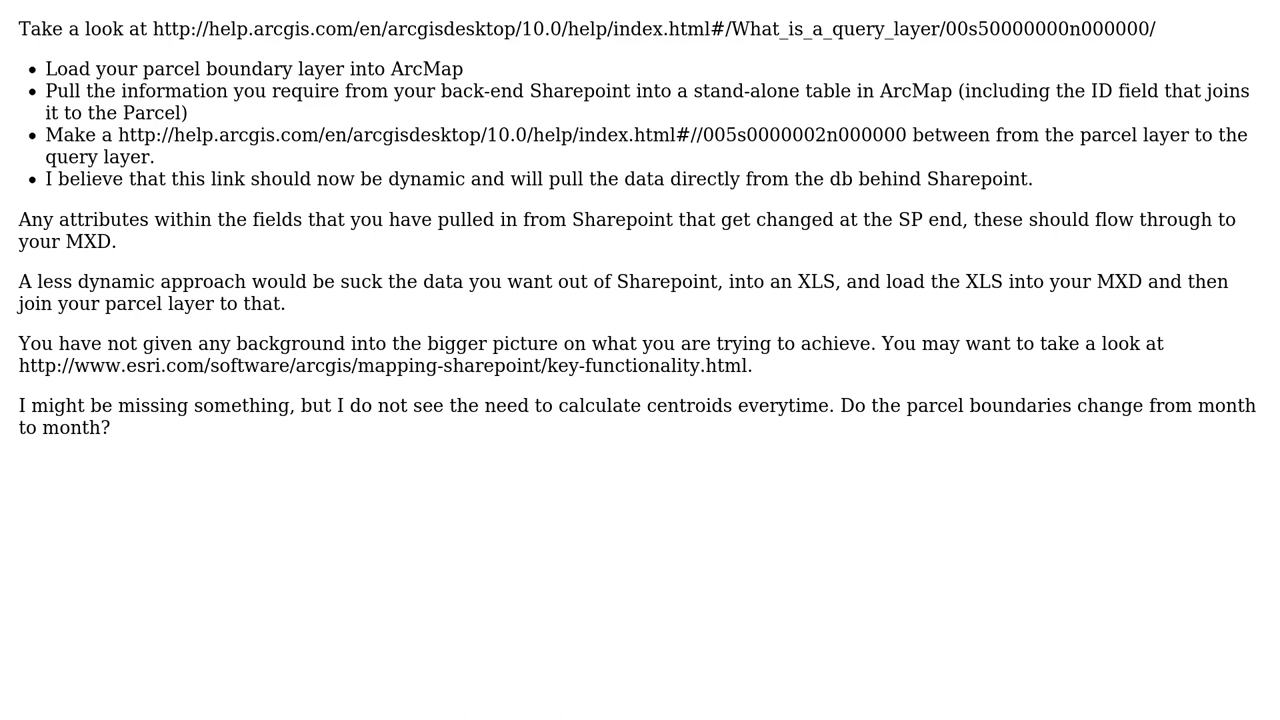 Take a look at http://help.arcgis.com/en/arcgisdesktop/10.0/help/index.html#/What_is_a_query_layer/00s50000000n000000/
• Load your parcel boundary layer into ArcMap
• Pull the information you require from your back-end Sharepoint into a stand-alone table in ArcMap (including the ID field that joins
it to the Parcel)
• Make a http://help.arcgis.com/en/arcgisdesktop/10.0/help/index.html#//005s0000002n000000 between from the parcel layer to the
query layer.
• I believe that this link should now be dynamic and will pull the data directly from the db behind Sharepoint.
Any attributes within the fields that you have pulled in from Sharepoint that get changed at the SP end, these should flow through to
your MXD.
A less dynamic approach would be suck the data you want out of Sharepoint, into an XLS, and load the XLS into your MXD and then
join your parcel layer to that.
You have not given any background into the bigger picture on what you are trying to achieve. You may want to take a look at
http://www.esri.com/software/arcgis/mapping-sharepoint/key-functionality.html.
I might be missing something, but I do not see the need to calculate centroids everytime. Do the parcel boundaries change from month
to month?